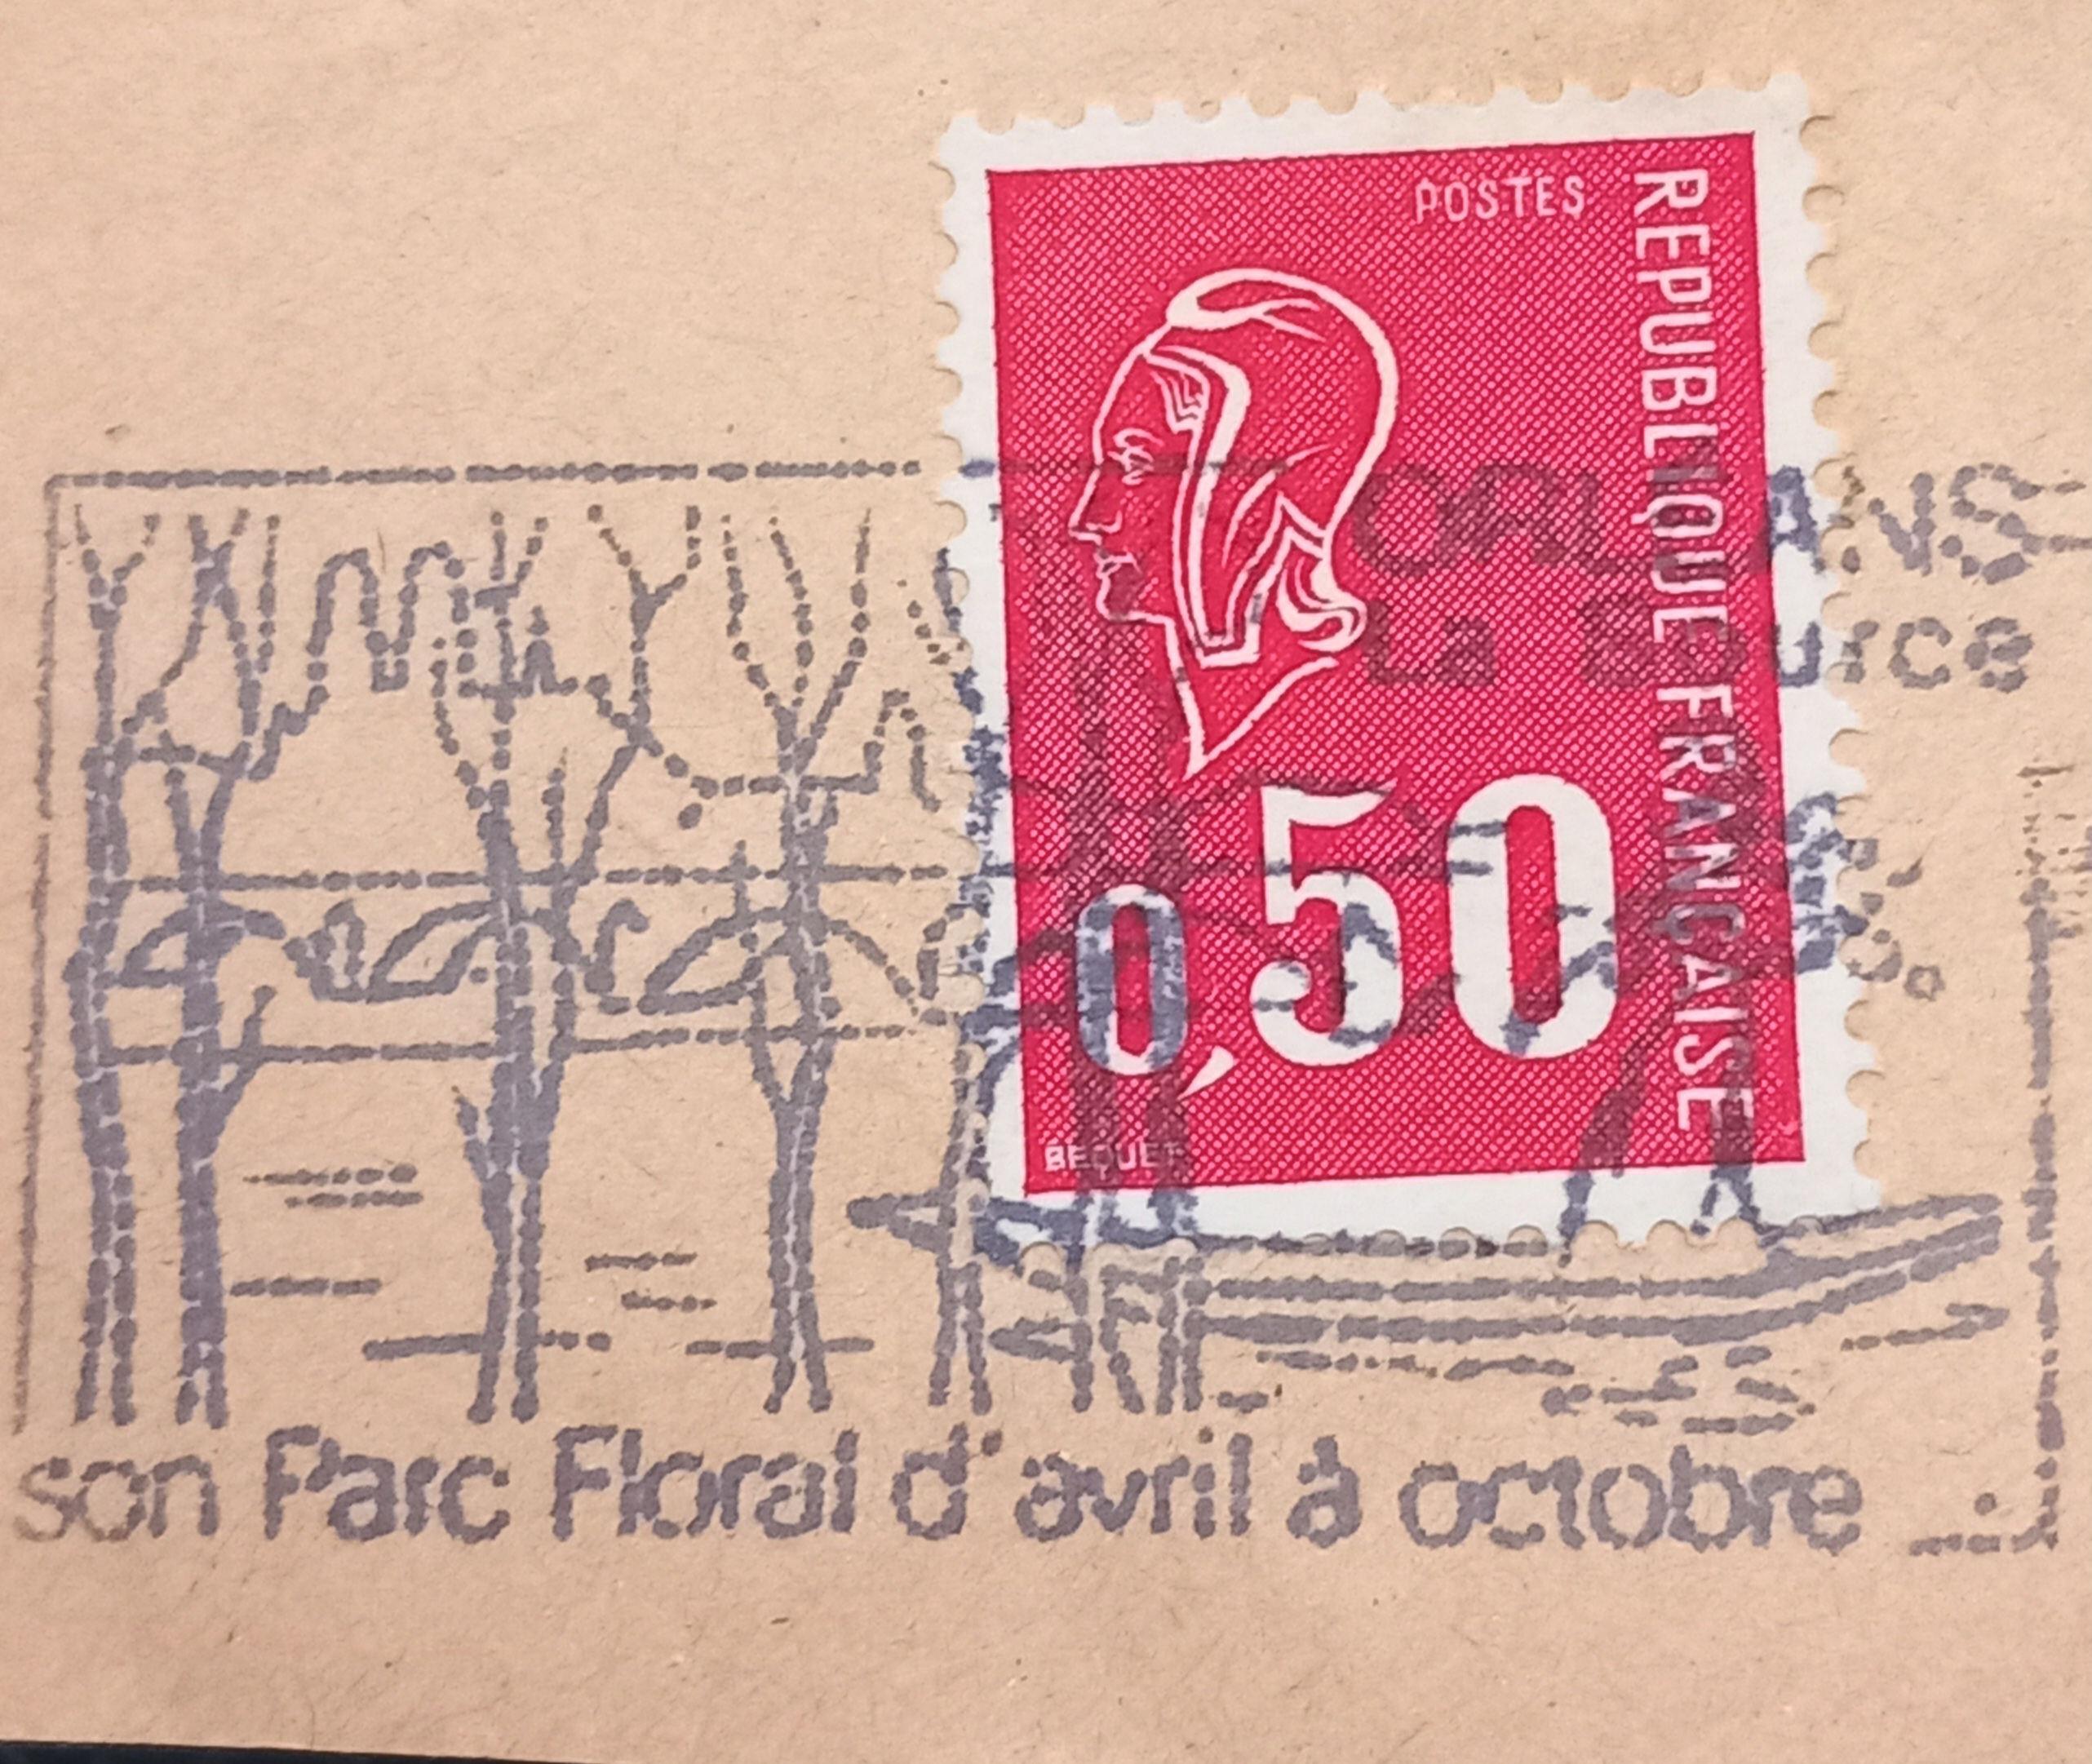 POSTES
REPUBLIQUE FRANÇAISE
ORLEANS
La Source
0,50
BEQUET
son Parc Floral d'avril à octobre